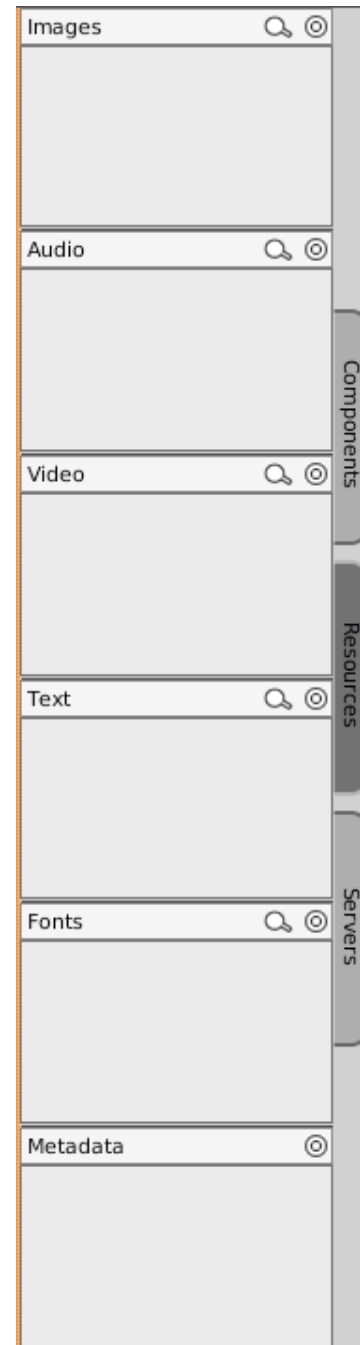 Images
Audio
Video
Text
Fonts
Metadata
Components
Resources
Servers